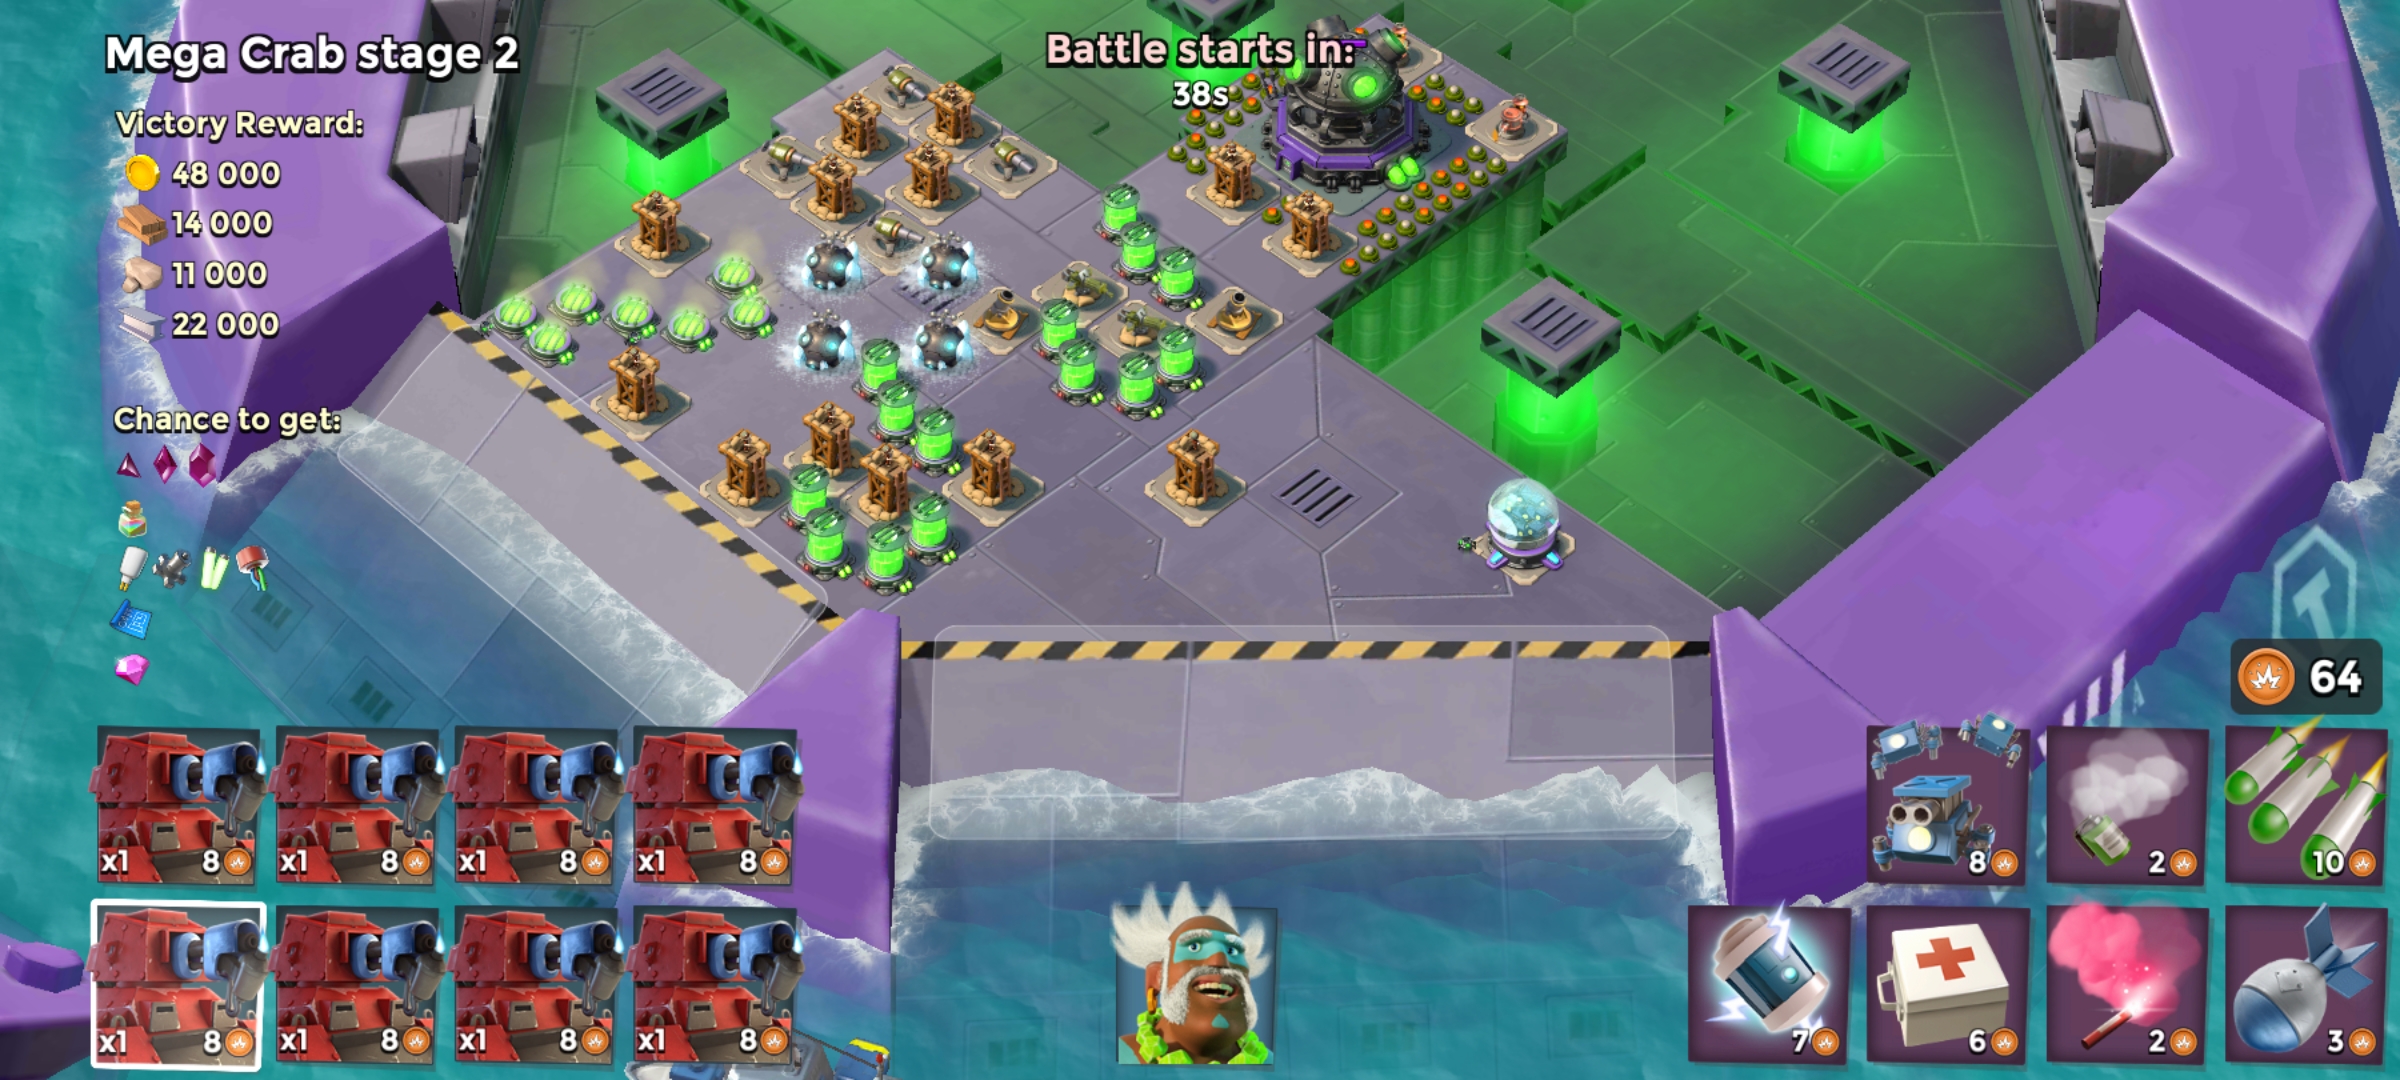 Mega Crab stage 2
Battle starts in:
38s
Victory Reward:
48 000
14 000
11 000
22 000
Chance to get:
64
x1 8
x1 8
x1 8
x1 8
8
2
10
x1 8
x1 8
x1 8
x1 8
7
6
2
3